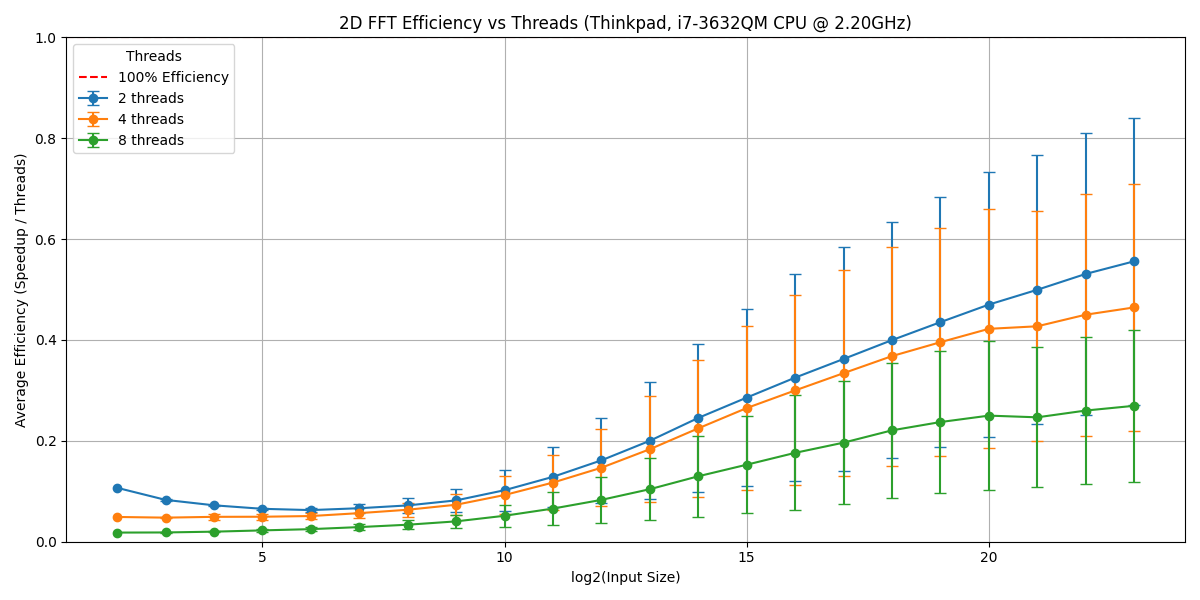 2D FFT Efficiency vs Threads (Thinkpad, i7-3632QM CPU @ 2.20GHz)
Threads
100% Efficiency
2 threads
4 threads
8 threads
Average Efficiency (Speedup / Threads)
1.0
0.8
0.6
0.4
0.2
0.0
5
10
15
20
log2(Input Size)